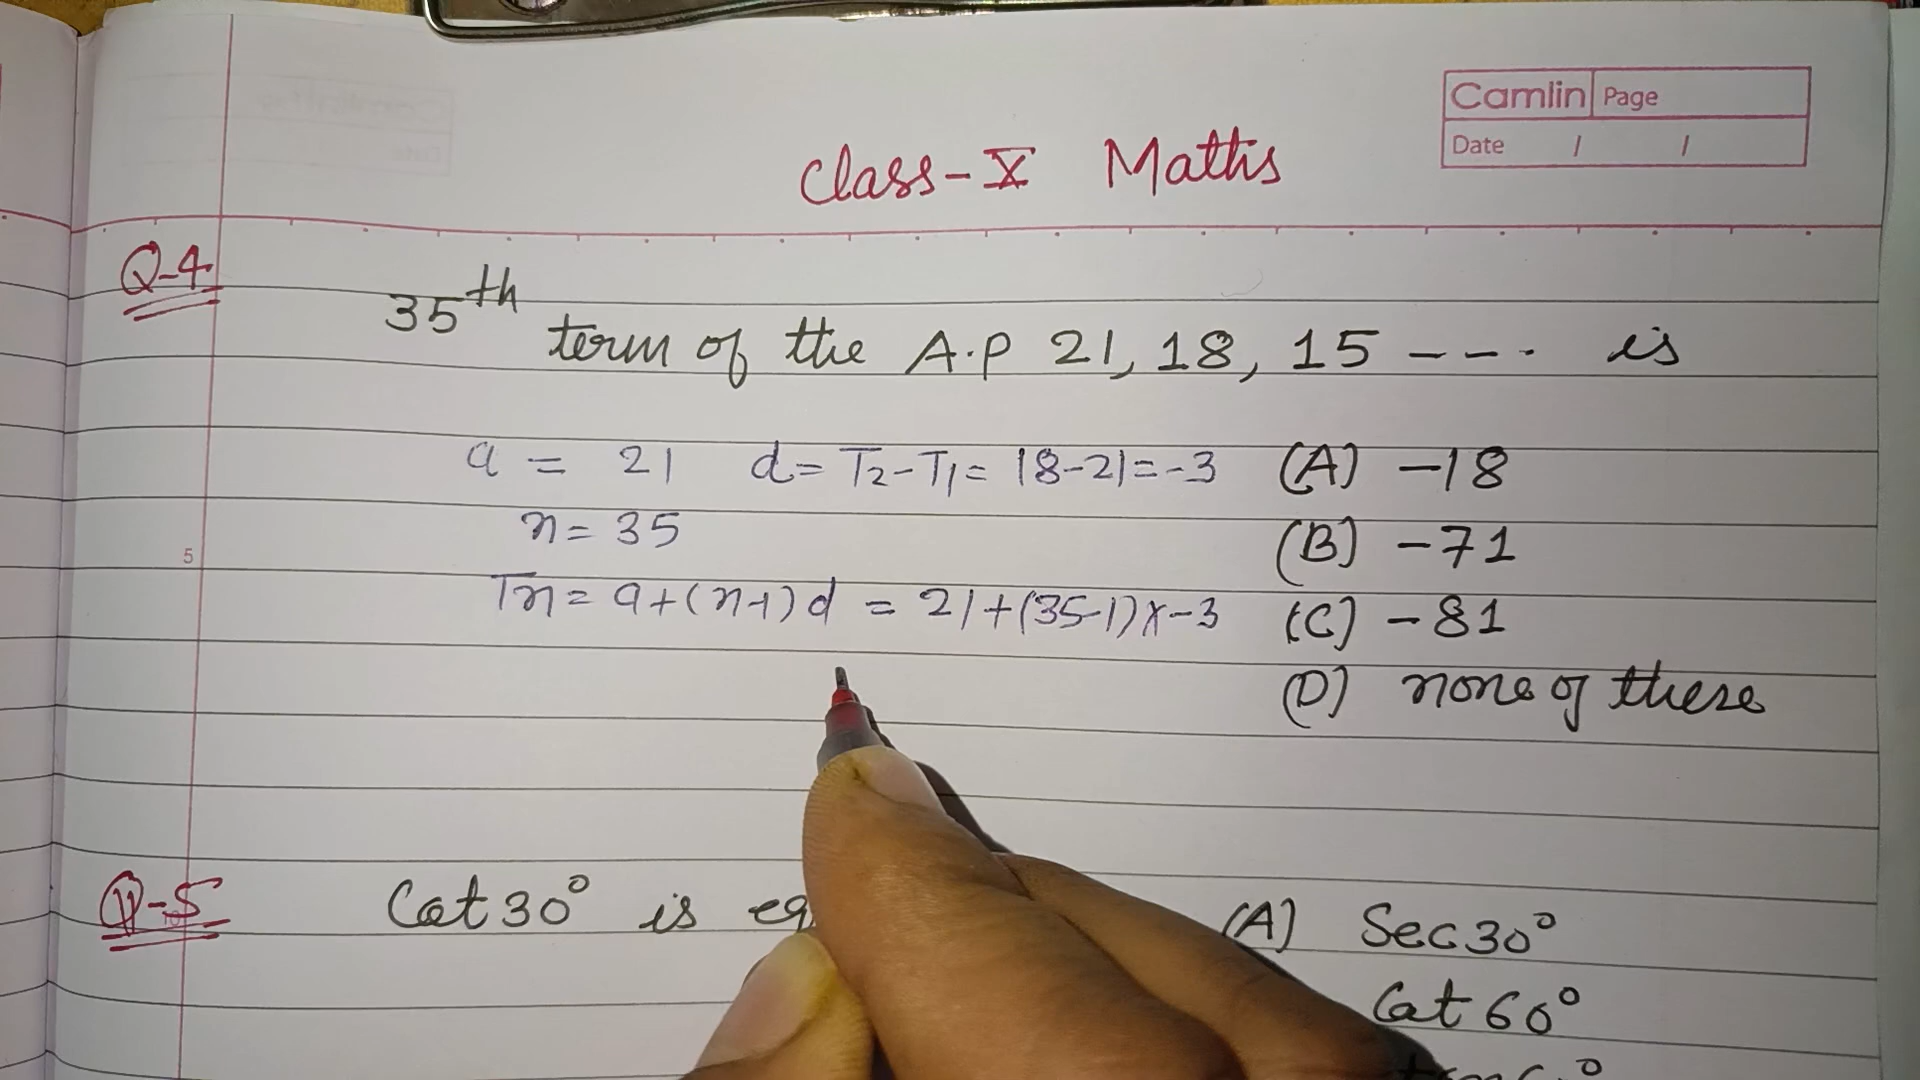 Camlin Page
Date / /
Class-X Maths
Q-4.
35th term of the A.P 21, 18, 15 ---. is
a = 21 d = T2-T1 = 18-21 = -3 (A) -18
n = 35 (B) -71
5
Tn = a+(n-1)d = 21+(35-1)x-3 (C) -81
(D) none of these
Q-5 Cot 30° is (A) Sec 30°
Cot 60°